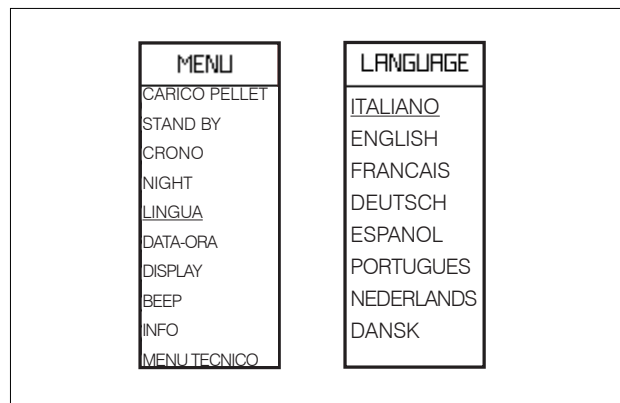 MENU
CARICO PELLET
STAND BY
CRONO
NIGHT
LINGUA
DATA-ORA
DISPLAY
BEEP
INFO
MENU TECNICO
LANGUAGE
ITALIANO
ENGLISH
FRANCAIS
DEUTSCH
ESPANOL
PORTUGUES
NEDERLANDS
DANSK